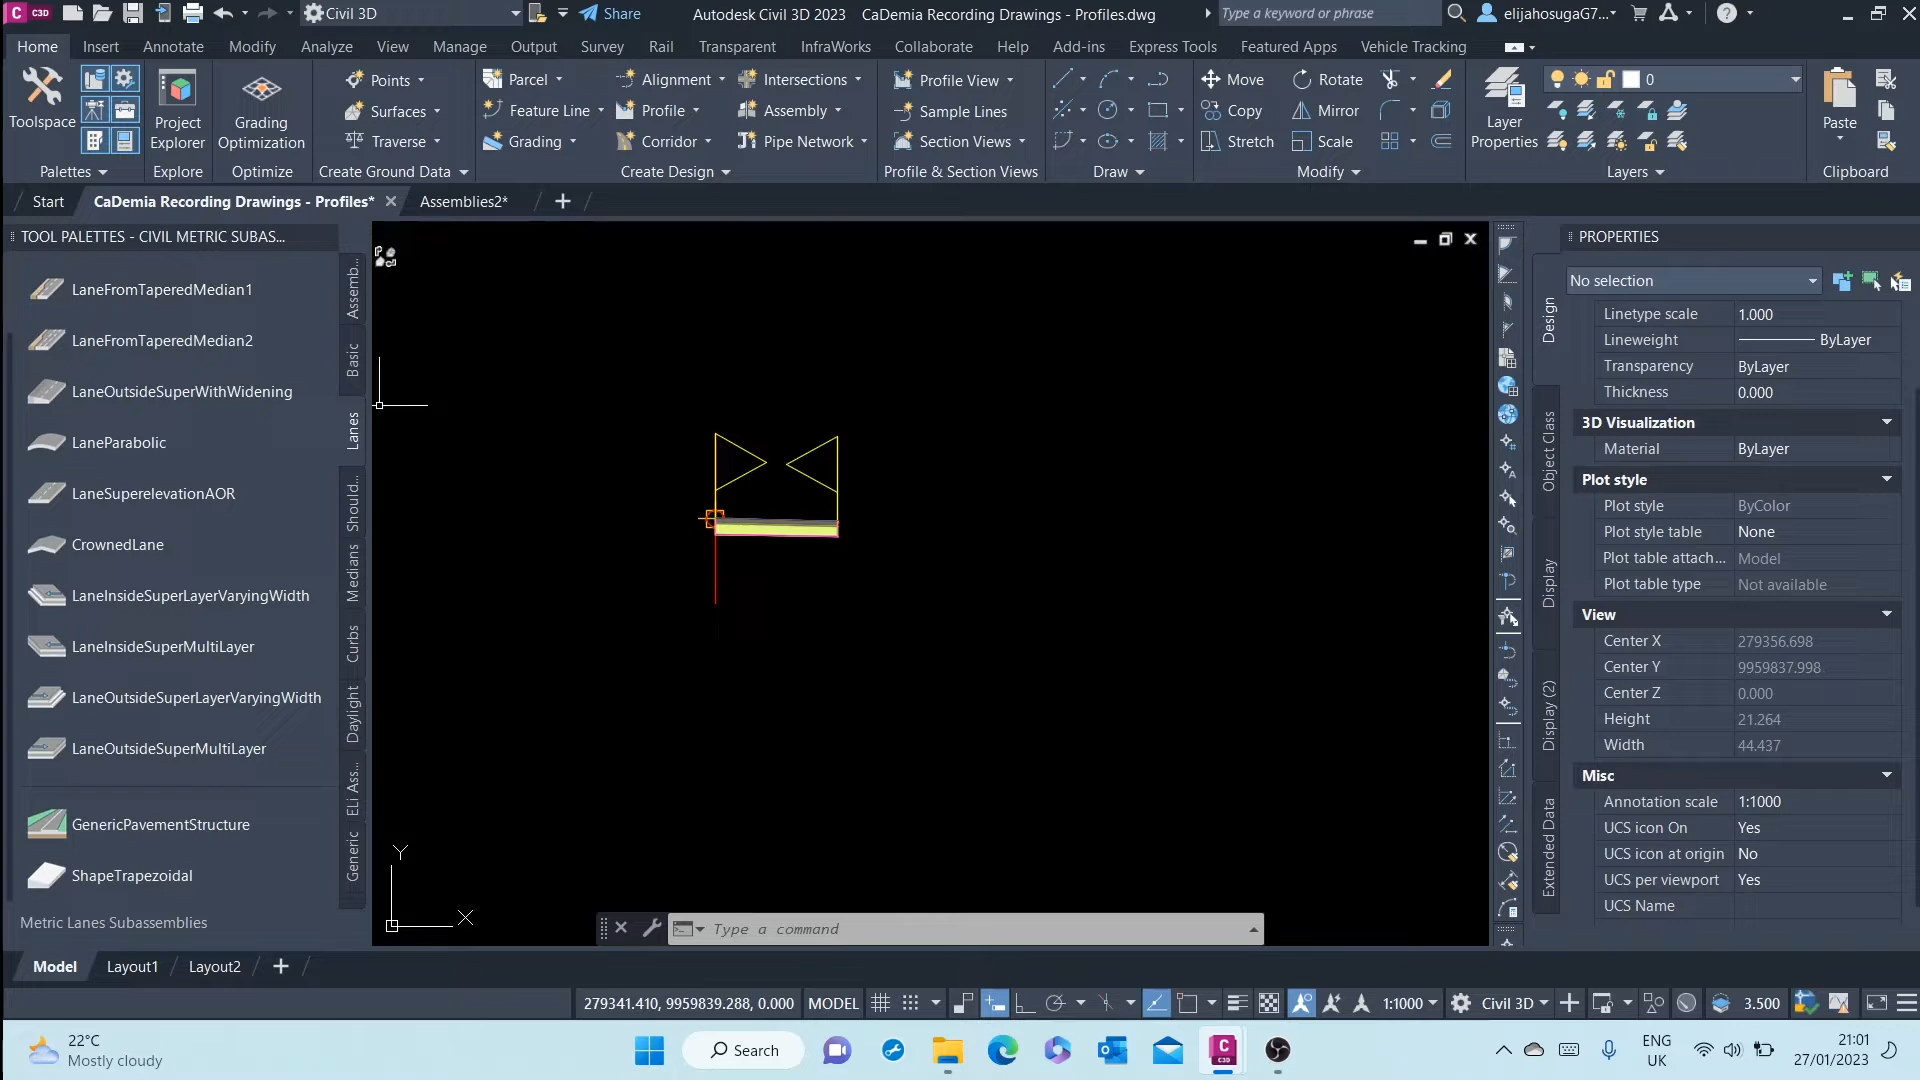 C3D Civil 3D Share Autodesk Civil 3D 2023 CaDemia Recording Drawings - Profiles.dwg Type a keyword or phrase elijahosugaG7...
Home Insert Annotate Modify Analyze View Manage Output Survey Rail Transparent InfraWorks Collaborate Help Add-ins Express Tools Featured Apps Vehicle Tracking
Points Parcel Alignment Intersections Profile View Move Rotate 0
Toolspace Project Explorer Grading Optimization Surfaces Feature Line Profile Assembly Sample Lines Copy Mirror Layer Properties Paste
Traverse Grading Corridor Pipe Network Section Views Stretch Scale
Palettes Explore Optimize Create Ground Data Create Design Profile & Section Views Draw Modify Layers Clipboard
Start CaDemia Recording Drawings - Profiles* Assemblies2*
TOOL PALETTES - CIVIL METRIC SUBAS...
LaneFromTaperedMedian1
LaneFromTaperedMedian2
LaneOutsideSuperWithWidening
LaneParabolic
LaneSuperelevationAOR
CrownedLane
LaneInsideSuperLayerVaryingWidth
LaneInsideSuperMultiLayer
LaneOutsideSuperLayerVaryingWidth
LaneOutsideSuperMultiLayer
GenericPavementStructure
ShapeTrapezoidal
Metric Lanes Subassemblies
Assemb...
Basic
Lanes
Should...
Medians
Curbs
Daylight
ELi Ass...
Generic
Y
X
Type a command
PROPERTIES
No selection
Design
Object Class
Display
Display (2)
Extended Data
Linetype scale 1.000
Lineweight ByLayer
Transparency ByLayer
Thickness 0.000
3D Visualization
Material ByLayer
Plot style
Plot style ByColor
Plot style table None
Plot table attach... Model
Plot table type Not available
View
Center X 279356.698
Center Y 9959837.998
Center Z 0.000
Height 21.264
Width 44.437
Misc
Annotation scale 1:1000
UCS icon On Yes
UCS icon at origin No
UCS per viewport Yes
UCS Name
Model Layout1 Layout2
279341.410, 9959839.288, 0.000 MODEL 1:1000 Civil 3D 3.500
22°C
Mostly cloudy
Search
C3D
ENG
UK
21:01
27/01/2023